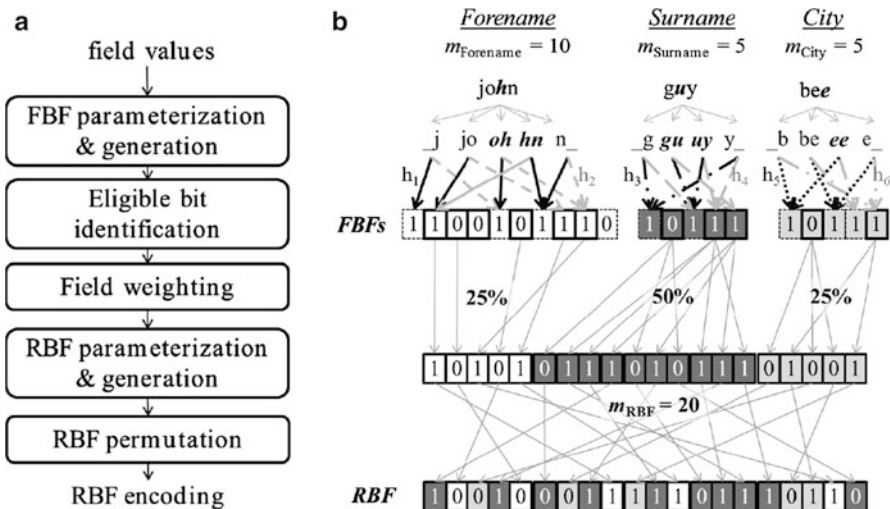 a
field values
FBF parameterization
& generation
Eligible bit
identification
Field weighting
RBF parameterization
& generation
RBF permutation
RBF encoding
b
Forename Surname City
mForename = 10 mSurname = 5 mCity = 5
john guy bee
_j jo oh hn n_ _g gu uy y_ _b be ee e_
h1 h2 h3 h4 h5 h6
FBFs 1 1 0 0 1 0 1 1 1 0 1 0 1 1 1 1 0 1 1 1
25% 50% 25%
1 0 1 0 1 0 1 1 1 0 1 0 1 1 1 0 1 0 0 1
mRBF = 20
RBF 1 0 0 1 0 0 0 1 1 1 1 1 0 1 1 1 0 1 1 0